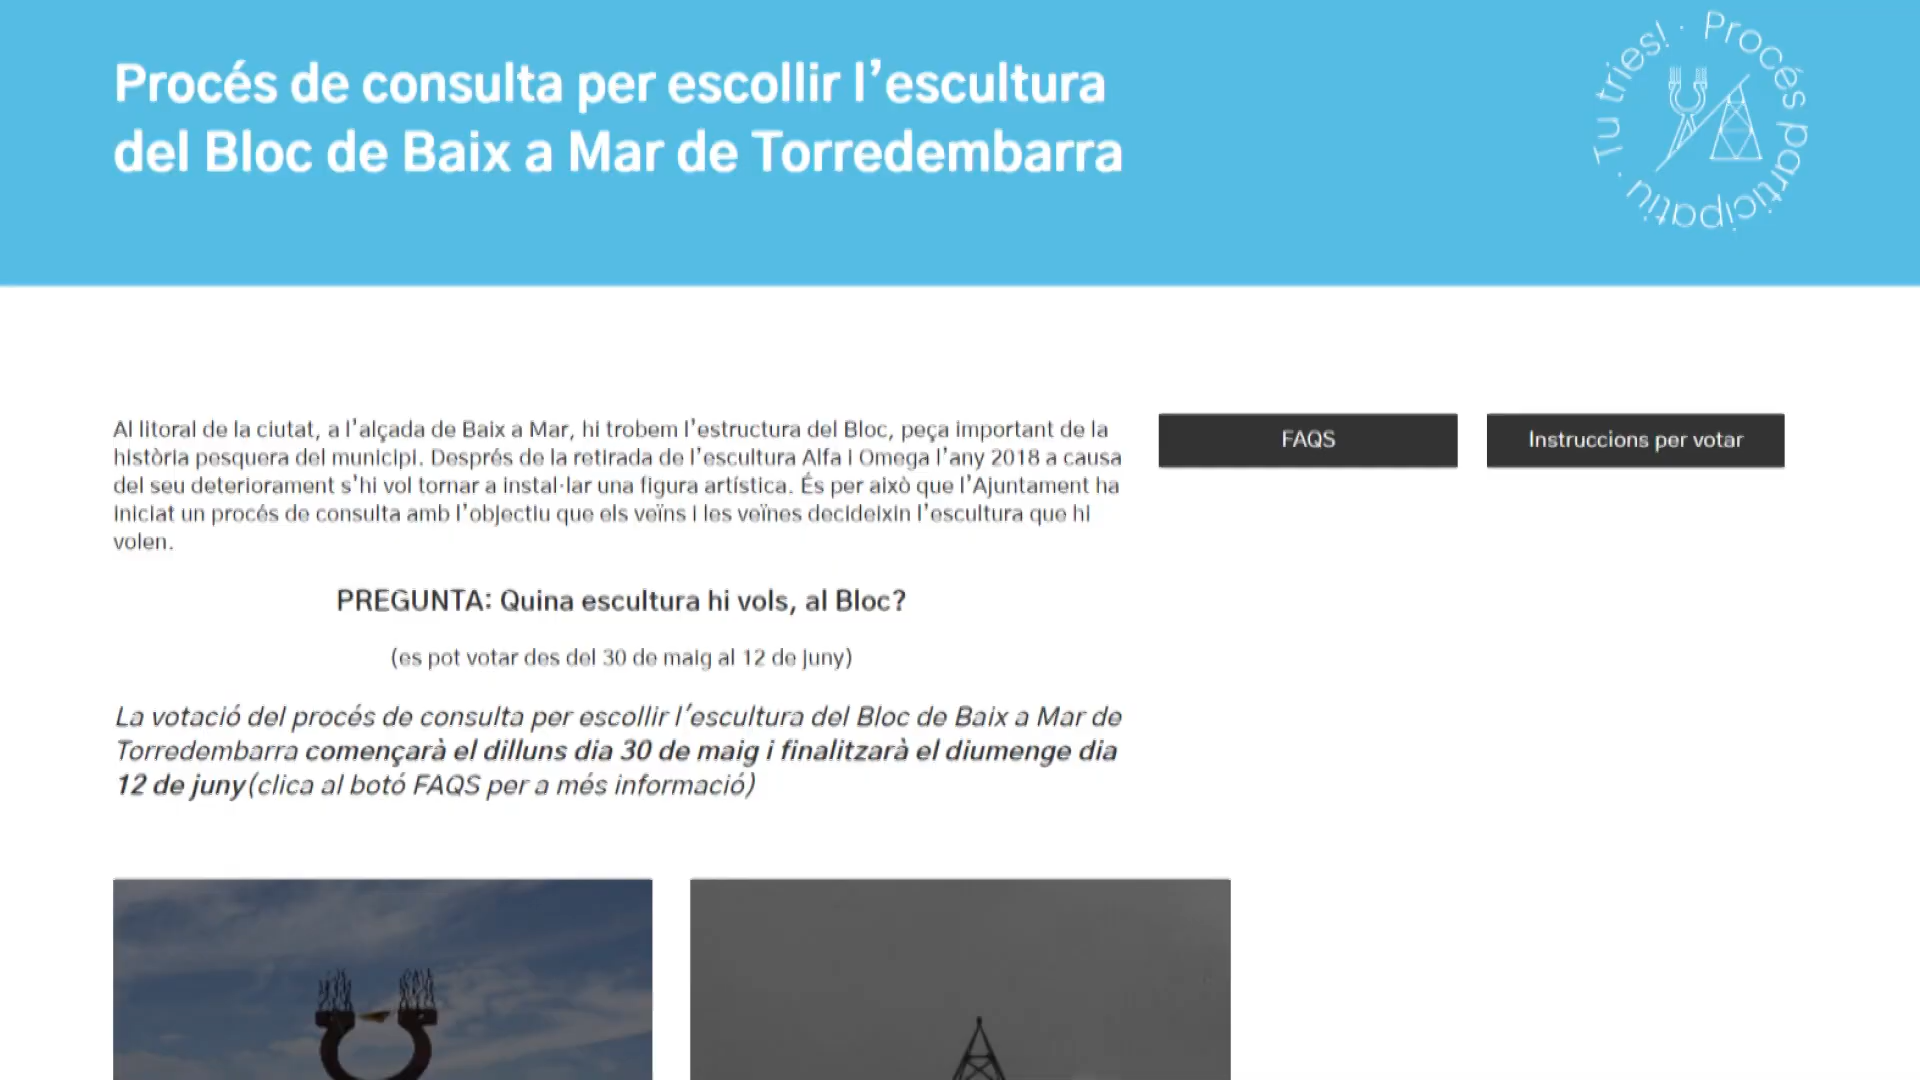 Procés de consulta per escollir l’escultura
del Bloc de Baix a Mar de Torredembarra
Tu tries! · Procés participatiu ·
Al litoral de la ciutat, a l’alçada de Baix a Mar, hi trobem l’estructura del Bloc, peça important de la
història pesquera del municipi. Després de la retirada de l’escultura Alfa i Omega l’any 2018 a causa
del seu deteriorament s’hi vol tornar a instal·lar una figura artística. És per això que l’Ajuntament ha
iniciat un procés de consulta amb l’objectiu que els veïns i les veïnes decideixin l’escultura que hi
volen.
FAQS
Instruccions per votar
PREGUNTA: Quina escultura hi vols, al Bloc?
(es pot votar des del 30 de maig al 12 de juny)
La votació del procés de consulta per escollir l’escultura del Bloc de Baix a Mar de
Torredembarra començarà el dilluns dia 30 de maig i finalitzarà el diumenge dia
12 de juny(clica al botó FAQS per a més informació)